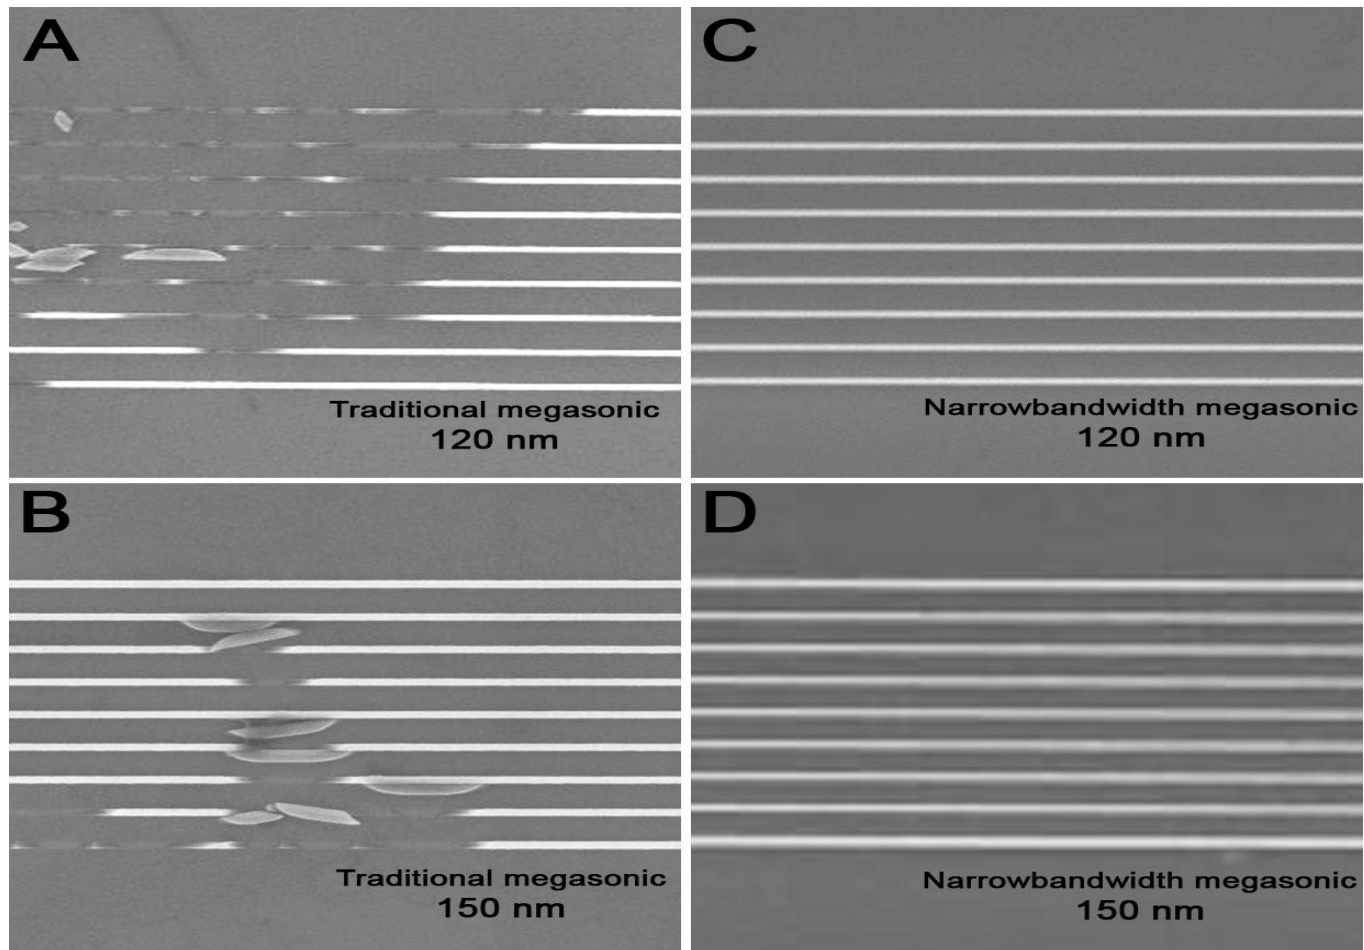 A
Traditional megasonic
120 nm
C
Narrowbandwidth megasonic
120 nm
B
Traditional megasonic
150 nm
D
Narrowbandwidth megasonic
150 nm